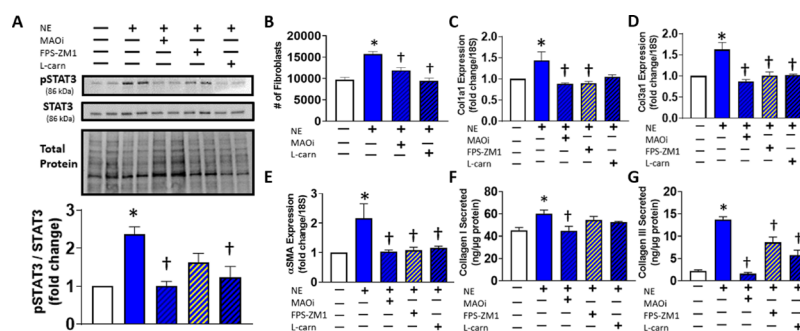 A
NE — — + + + + + + + +
MAOi — — — — + + — — — —
FPS-ZM1 — — — — — — + + — —
L-carn — — — — — — — — + +
pSTAT3
(86 kDa)
STAT3
(86 kDa)
Total
Protein
pSTAT3 / STAT3
(fold change)
3
2
1
0
*
†
†
B
# of Fibroblasts
20000
15000
10000
5000
0
*
†
†
NE — + + +
MAOi — — + —
L-carn — — — +
C
Col1a1 Expression
(fold change/18S)
2.0
1.5
1.0
0.5
0.0
*
†
†
NE — + + + +
MAOi — — + — —
FPS-ZM1 — — — + —
L-carn — — — — +
D
Col3a1 Expression
(fold change/18S)
2.0
1.5
1.0
0.5
0.0
*
†
†
†
NE — + + + +
MAOi — — + — —
FPS-ZM1 — — — + —
L-carn — — — — +
E
αSMA Expression
(fold change/18S)
3
2
1
0
*
†
†
†
NE — + + + +
MAOi — — + — —
FPS-ZM1 — — — + —
L-carn — — — — +
F
Collagen I Secreted
(ng/μg protein)
90
60
30
0
*
†
NE — + + + +
MAOi — — + — —
FPS-ZM1 — — — + —
L-carn — — — — +
G
Collagen III Secreted
(ng/μg protein)
20
15
10
5
0
*
†
†
†
NE — + + + +
MAOi — — + — —
FPS-ZM1 — — — + —
L-carn — — — — +